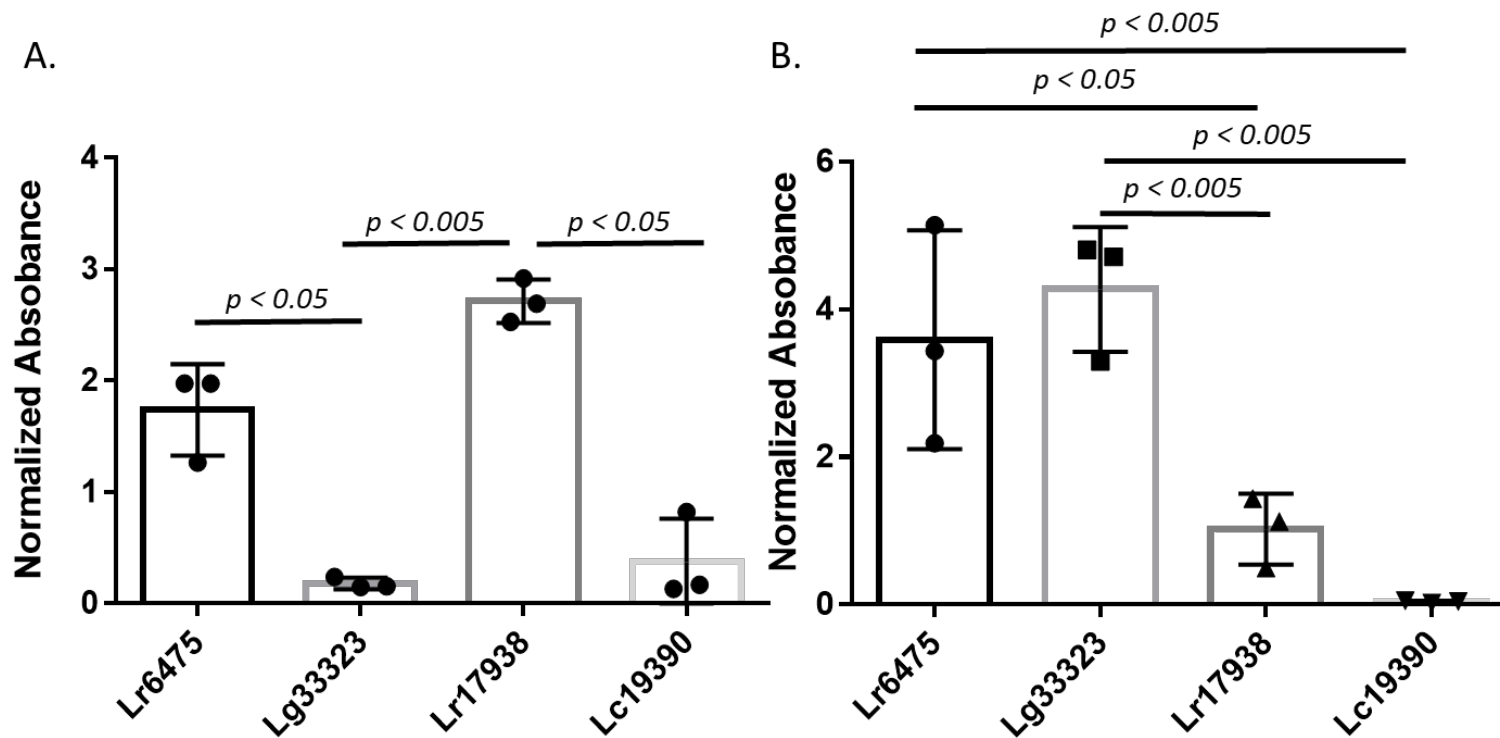 A.
p < 0.005
p < 0.05
p < 0.05
Normalized Absobance
4
3
2
1
0
Lr6475
Lg33323
Lr17938
Lc19390
B.
p < 0.005
p < 0.05
p < 0.005
p < 0.005
Normalized Absobance
6
4
2
0
Lr6475
Lg33323
Lr17938
Lc19390